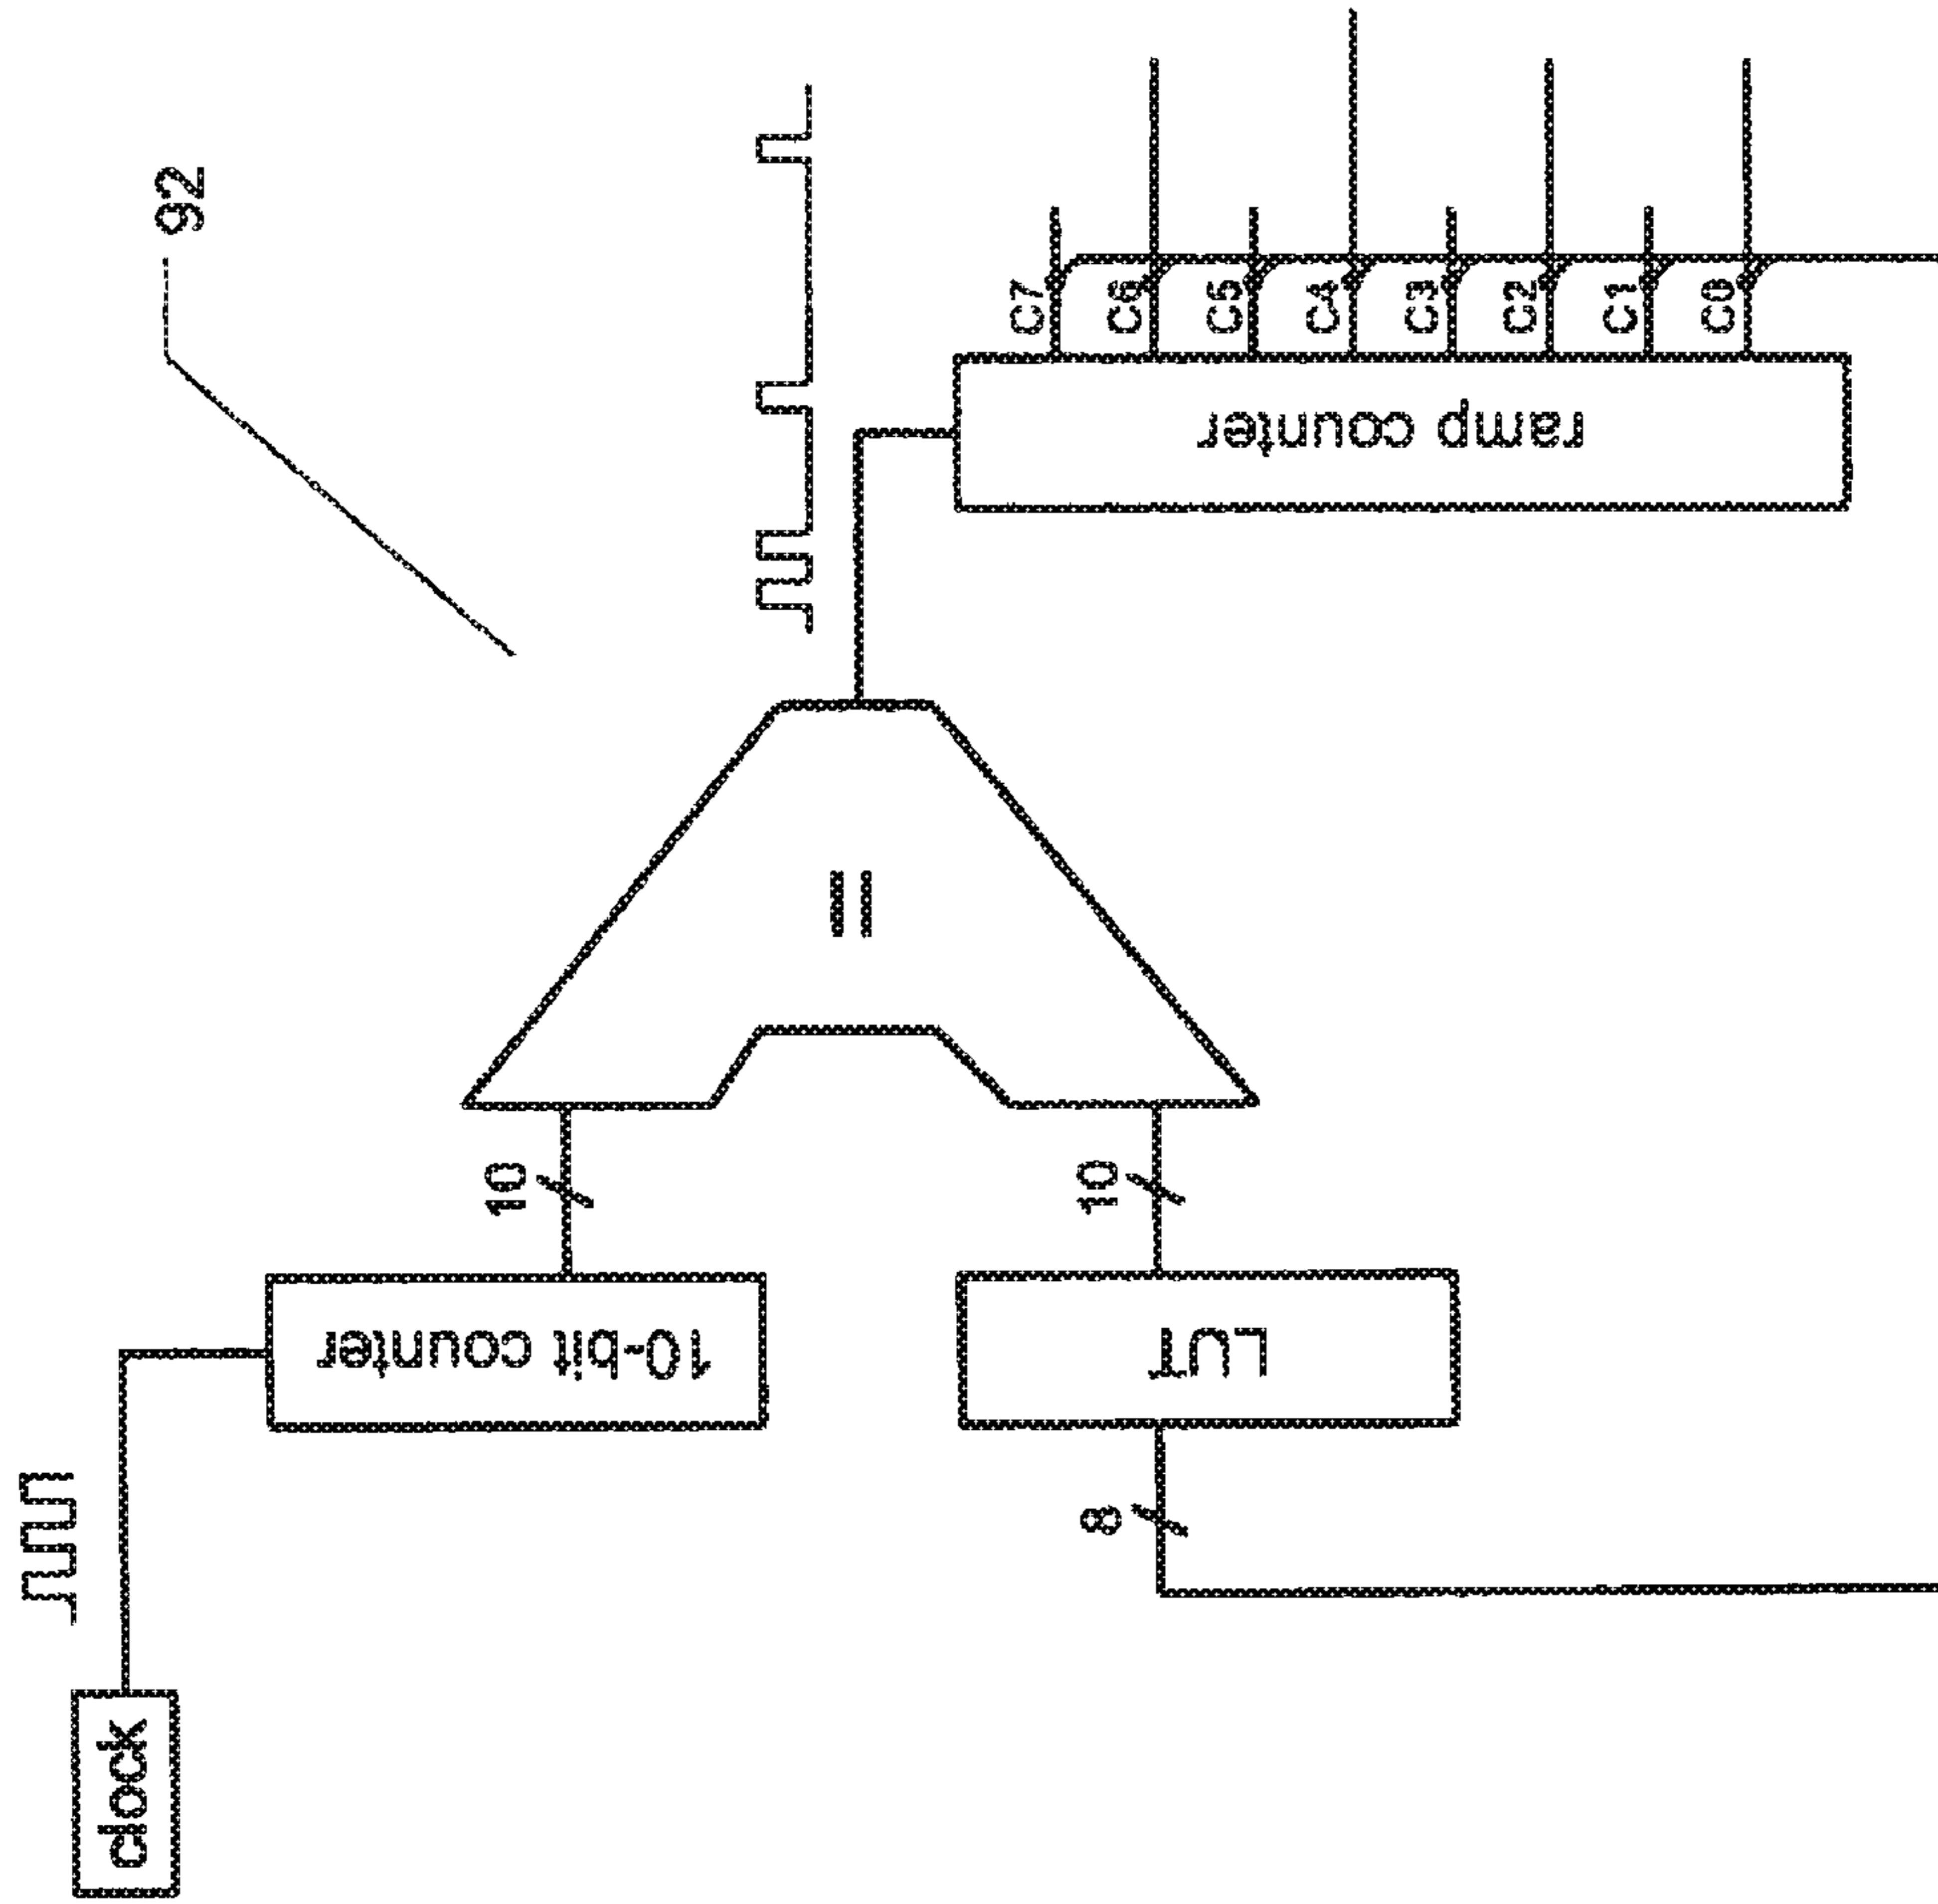 92
clock
10-bit counter
10
LUT
10
8
=
ramp counter
C7
C6
C5
C4
C3
C2
C1
C0